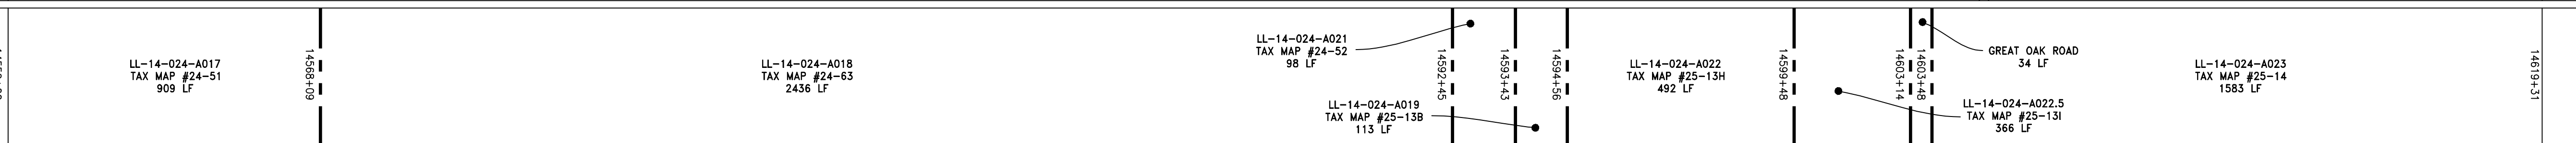 LL-14-024-A017
TAX MAP #24-51
909 LF
14568+09
LL-14-024-A018
TAX MAP #24-63
2436 LF
LL-14-024-A021
TAX MAP #24-52
98 LF
14592+45
LL-14-024-A019
TAX MAP #25-13B
113 LF
14593+43
14594+56
LL-14-024-A022
TAX MAP #25-13H
492 LF
14599+48
14603+14
14603+48
GREAT OAK ROAD
34 LF
LL-14-024-A022.5
TAX MAP #25-13I
366 LF
LL-14-024-A023
TAX MAP #25-14
1583 LF
14619+31